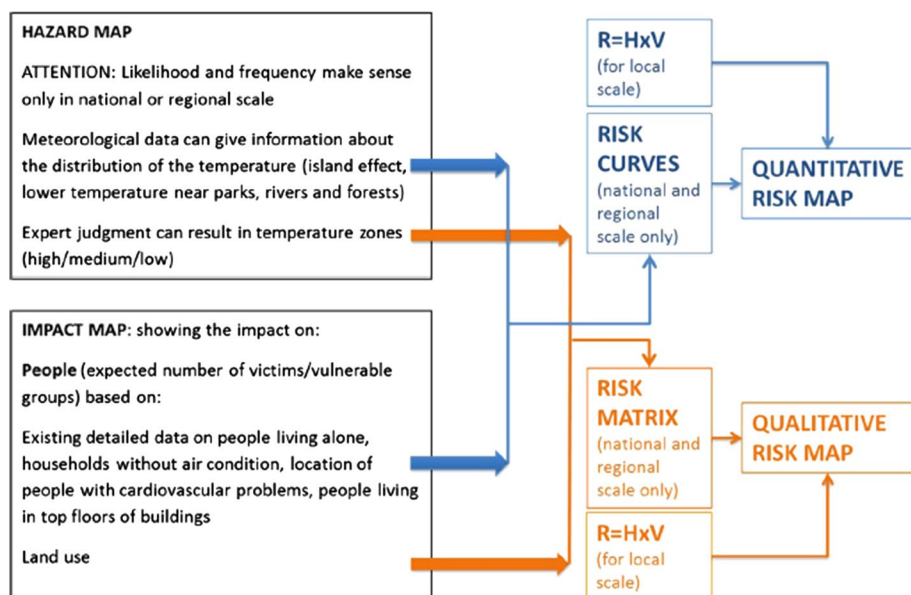 HAZARD MAP
ATTENTION: Likelihood and frequency make sense
only in national or regional scale
Meteorological data can give information about
the distribution of the temperature (island effect,
lower temperature near parks, rivers and forests)
Expert judgment can result in temperature zones
(high/medium/low)
IMPACT MAP: showing the impact on:
People (expected number of victims/vulnerable
groups) based on:
Existing detailed data on people living alone,
households without air condition, location of
people with cardiovascular problems, people living
in top floors of buildings
Land use
R=HxV
(for local
scale)
RISK
CURVES
(national and
regional
scale only)
QUANTITATIVE
RISK MAP
RISK
MATRIX
(national and
regional
scale only)
QUALITATIVE
RISK MAP
R=HxV
(for local
scale)